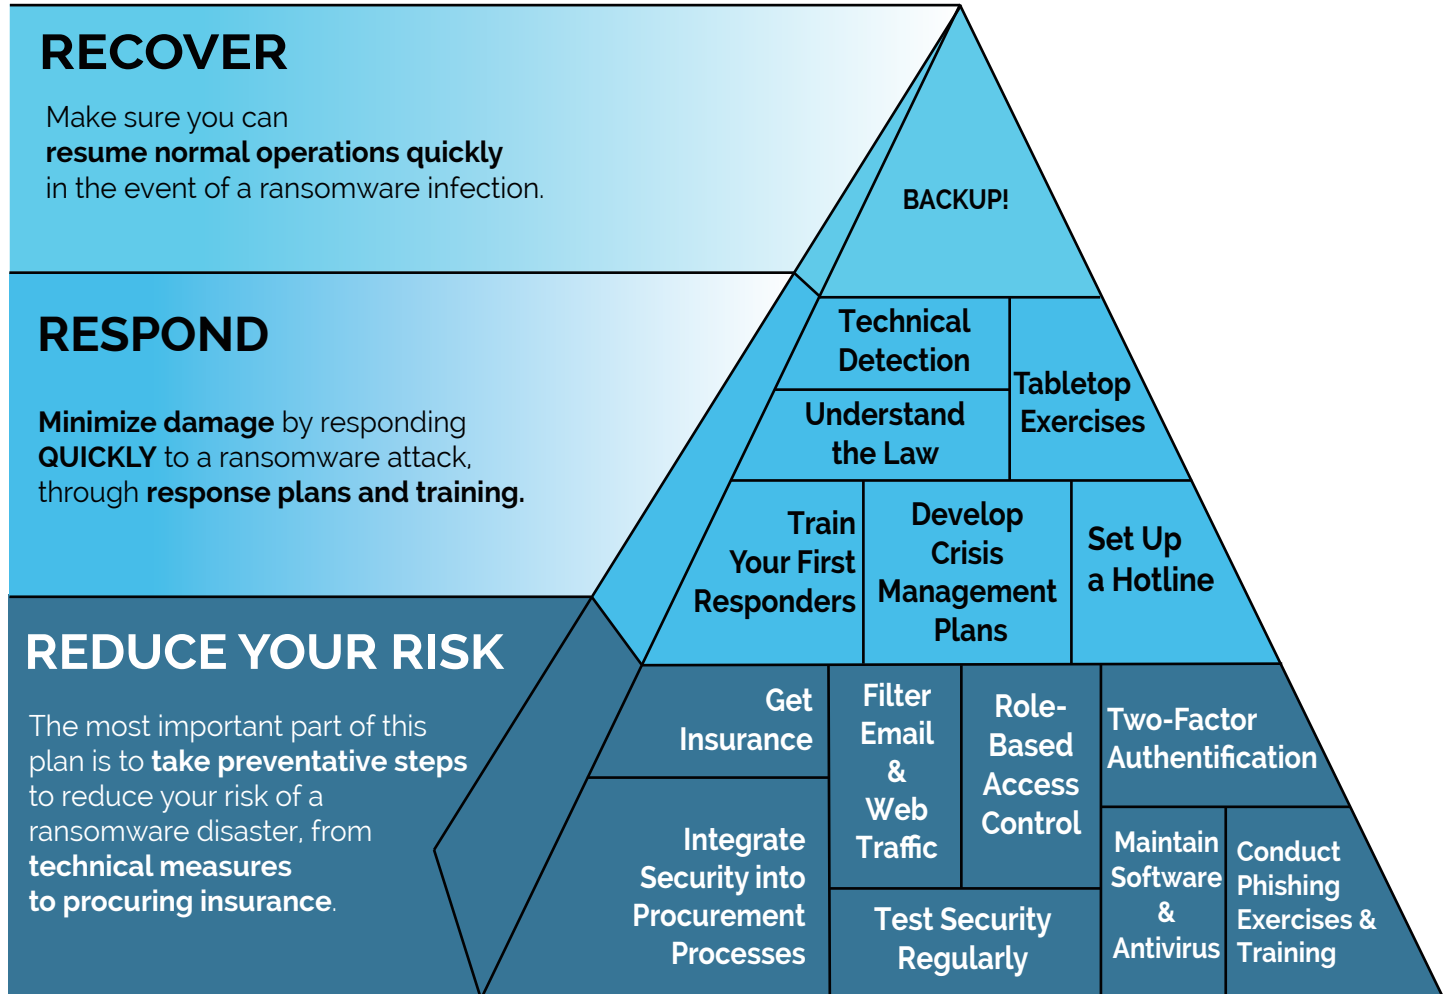 RECOVER
Make sure you can
resume normal operations quickly
in the event of a ransomware infection.
BACKUP!
RESPOND
Minimize damage by responding
QUICKLY to a ransomware attack,
through response plans and training.
Technical
Detection
Understand
the Law
Tabletop
Exercises
Train
Your First
Responders
Develop
Crisis
Management
Plans
Set Up
a Hotline
REDUCE YOUR RISK
The most important part of this
plan is to take preventative steps
to reduce your risk of a
ransomware disaster, from
technical measures
to procuring insurance.
Get
Insurance
Filter
Email
&
Web
Traffic
Role-
Based
Access
Control
Two-Factor
Authentification
Integrate
Security into
Procurement
Processes
Test Security
Regularly
Maintain
Software
&
Antivirus
Conduct
Phishing
Exercises &
Training